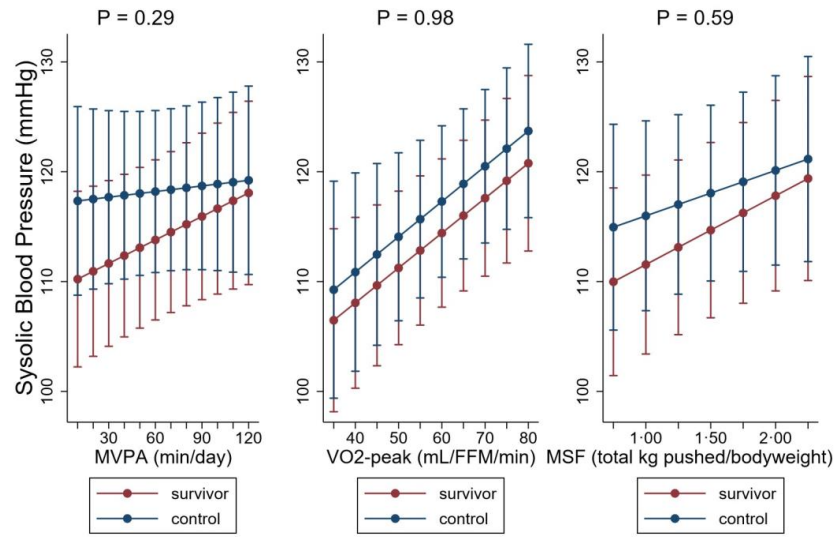 P = 0.29
P = 0.98
P = 0.59
Sysolic Blood Pressure (mmHg)
130
120
110
100
130
120
110
100
130
120
110
100
30 60 90 120
40 50 60 70 80
1·00 1·50 2·00
MVPA (min/day)
VO2-peak (mL/FFM/min)
MSF (total kg pushed/bodyweight)
survivor
control
survivor
control
survivor
control